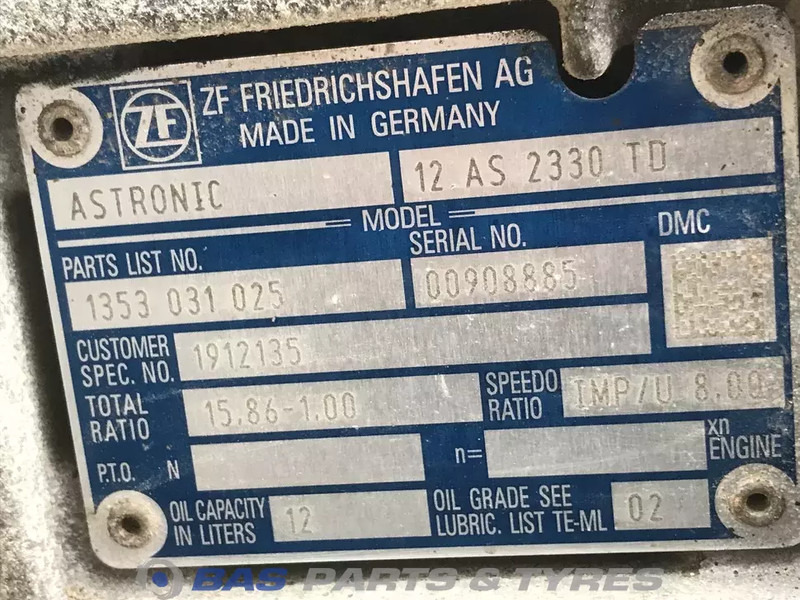 ZF FRIEDRICHSHAFEN AG
MADE IN GERMANY
ASTRONIC 12 AS 2330 TD
MODEL
PARTS LIST NO. SERIAL NO. DMC
1353 031 025 00908885
CUSTOMER SPEC. NO. 1912135
TOTAL RATIO 15.86-1.00 SPEEDO RATIO IMP/U 8.00
P.T.O. N n= xn ENGINE
OIL CAPACITY IN LITERS 12 OIL GRADE SEE LUBRIC. LIST TE-ML 02
BAS PARTS & TYRES